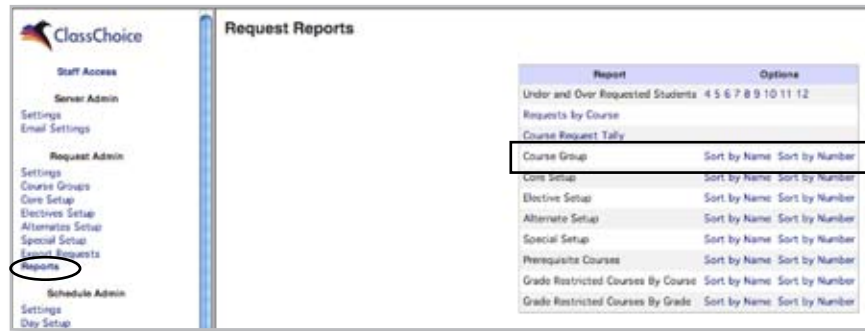 ClassChoice
Staff Access
Server Admin
Settings
Email Settings
Request Admin
Settings
Course Groups
Core Setup
Electives Setup
Alternates Setup
Special Setup
Export Requests
Reports
Schedule Admin
Settings
Day Setup
Request Reports
Report Options
Under and Over Requested Students 4 5 6 7 8 9 10 11 12
Requests by Course
Course Request Tally
Course Group Sort by Name Sort by Number
Core Setup Sort by Name Sort by Number
Elective Setup Sort by Name Sort by Number
Alternate Setup Sort by Name Sort by Number
Special Setup Sort by Name Sort by Number
Prerequisite Courses Sort by Name Sort by Number
Grade Restricted Courses By Course Sort by Name Sort by Number
Grade Restricted Courses By Grade Sort by Name Sort by Number